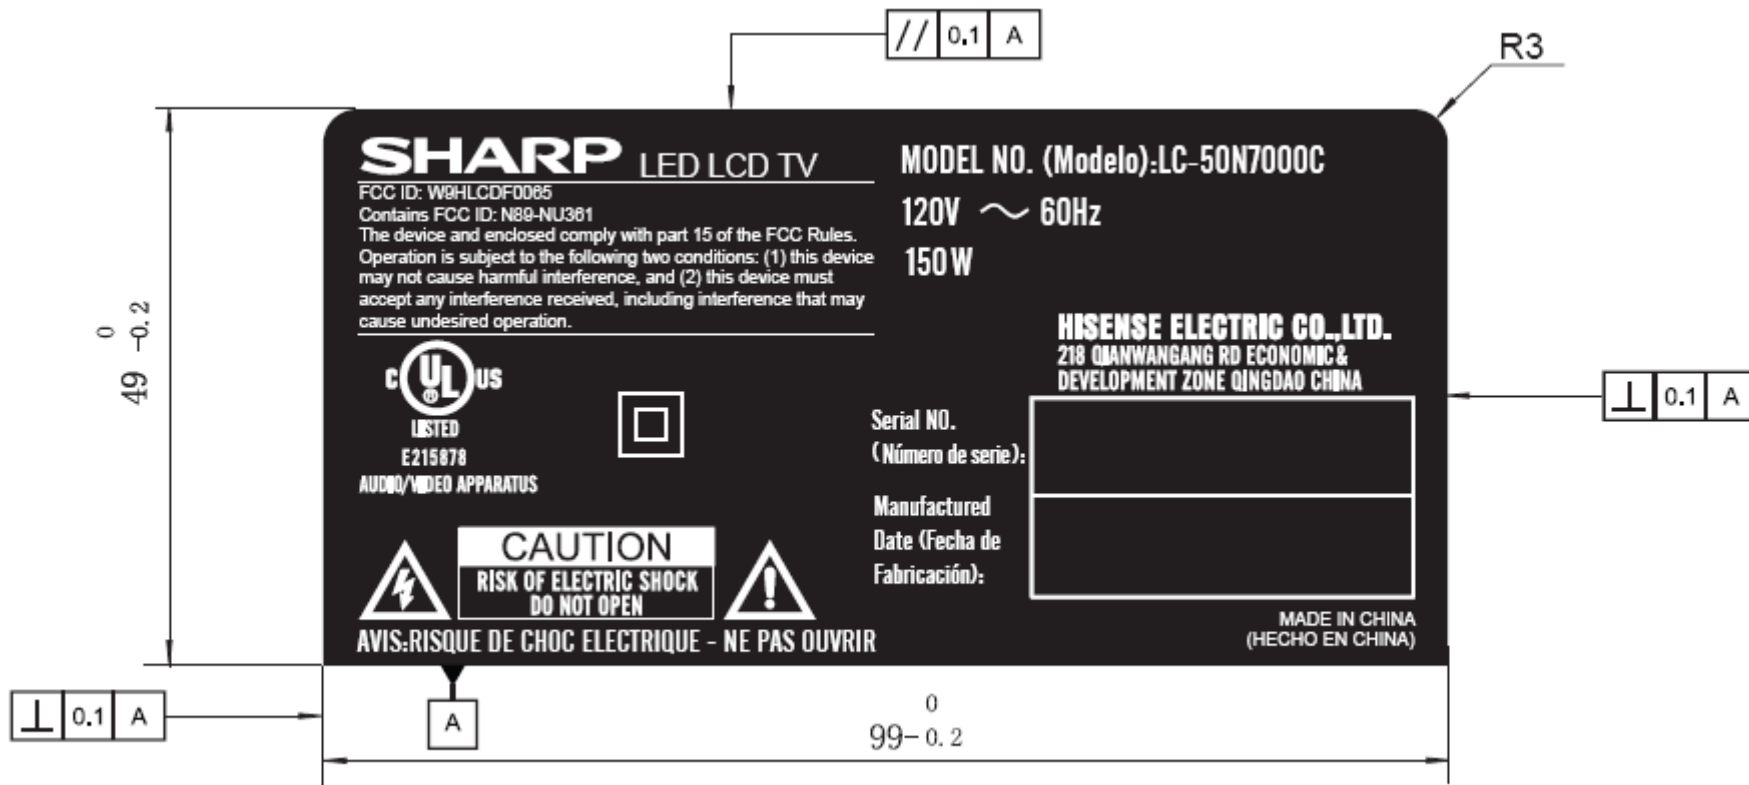 // 0.1 A
R3
SHARP LED LCD TV
FCC ID: W9HLCDF0065
Contains FCC ID: N89-NU361
The device and enclosed comply with part 15 of the FCC Rules.
Operation is subject to the following two conditions: (1) this device
may not cause harmful interference, and (2) this device must
accept any interference received, including interference that may
cause undesired operation.
MODEL NO. (Modelo):LC-50N7000C
120V ～ 60Hz
150W
HISENSE ELECTRIC CO.,LTD.
218 QIANWANGANG RD ECONOMIC&
DEVELOPMENT ZONE QINGDAO CHINA
C UL US
®
LISTED
E215878
AUDIO/VIDEO APPARATUS
Serial NO.
(Número de serie):
Manufactured
Date (Fecha de
Fabricación):
CAUTION
RISK OF ELECTRIC SHOCK
DO NOT OPEN
AVIS:RISQUE DE CHOC ELECTRIQUE - NE PAS OUVRIR
MADE IN CHINA
(HECHO EN CHINA)
0
49 -0.2
⊥ 0.1 A
⊥ 0.1 A
A
0
99-0.2